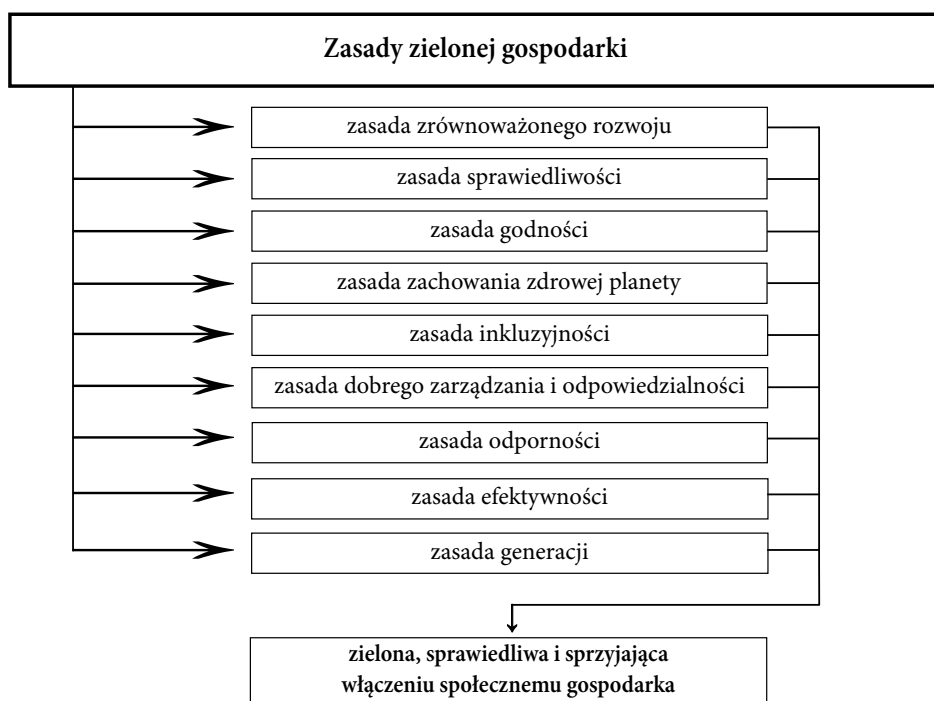 Zasady zielonej gospodarki
zasada zrównoważonego rozwoju
zasada sprawiedliwości
zasada godności
zasada zachowania zdrowej planety
zasada inkluzyjności
zasada dobrego zarządzania i odpowiedzialności
zasada odporności
zasada efektywności
zasada generacji
zielona, sprawiedliwa i sprzyjająca
włączeniu społecznemu gospodarka